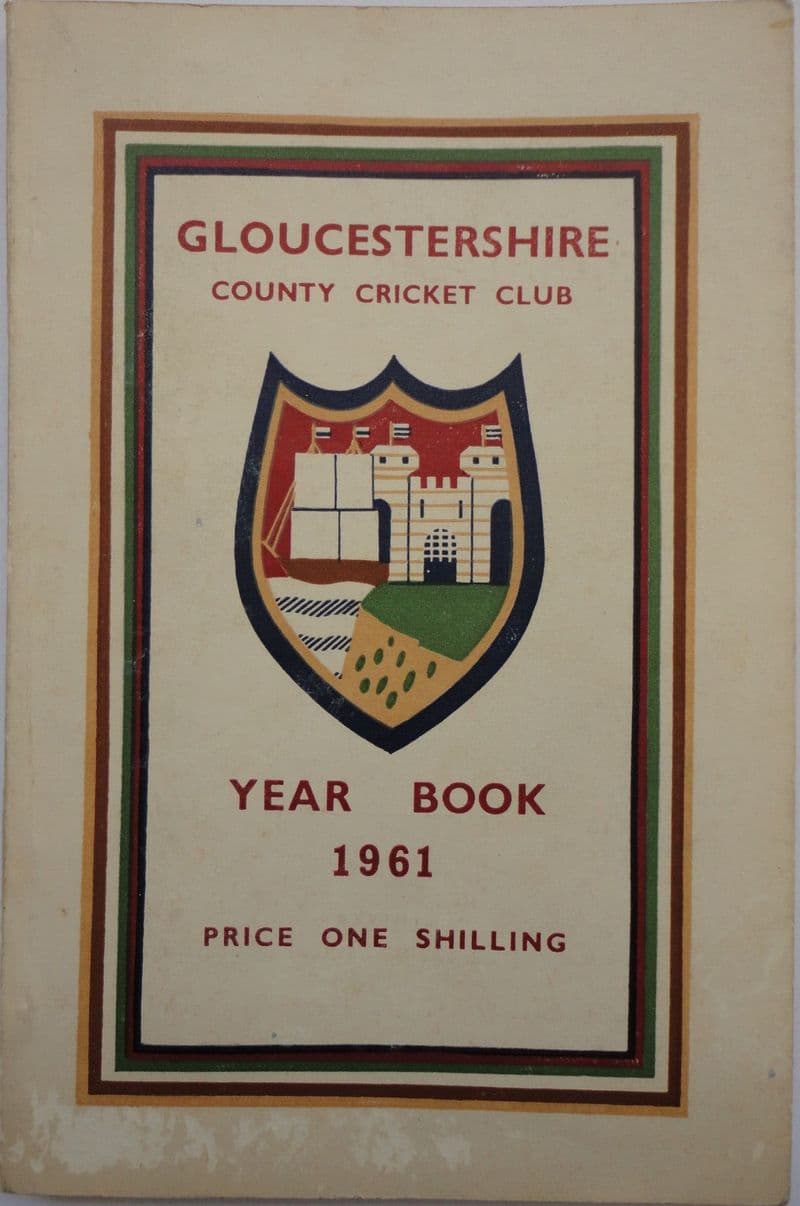 GLOUCESTERSHIRE
COUNTY CRICKET CLUB
YEAR BOOK
1961
PRICE ONE SHILLING